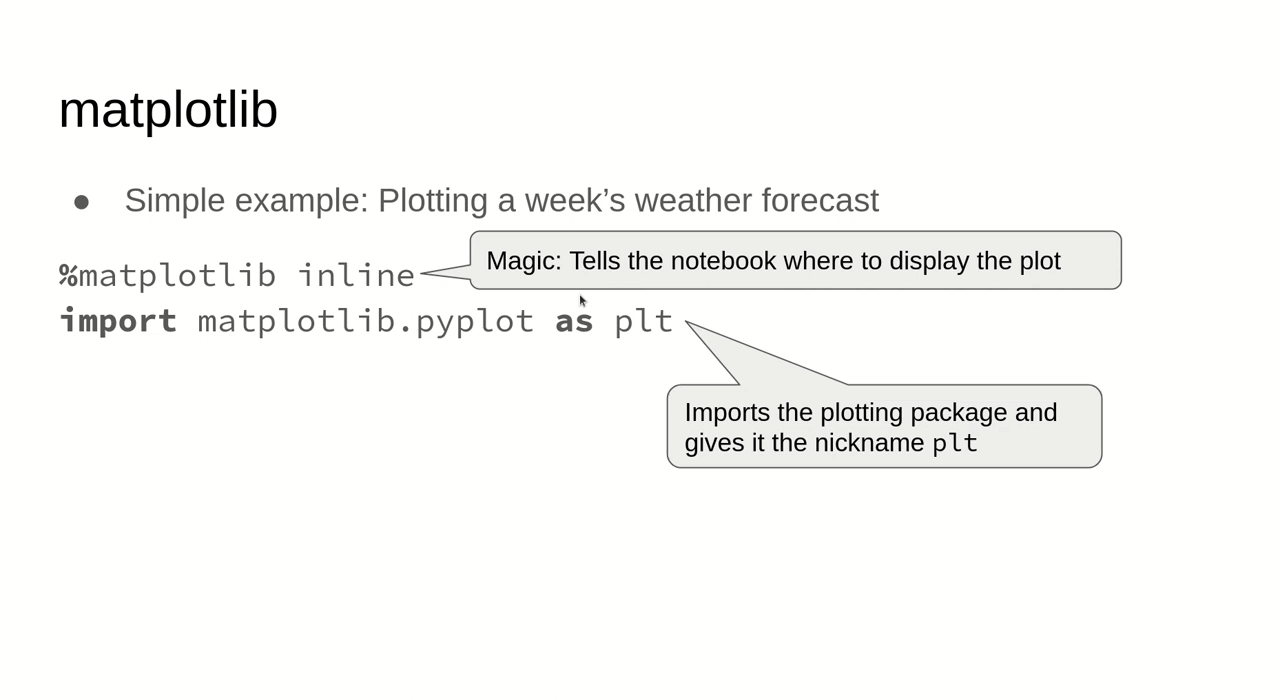 matplotlib
● Simple example: Plotting a week’s weather forecast
Magic: Tells the notebook where to display the plot
%matplotlib inline
import matplotlib.pyplot as plt
Imports the plotting package and
gives it the nickname plt